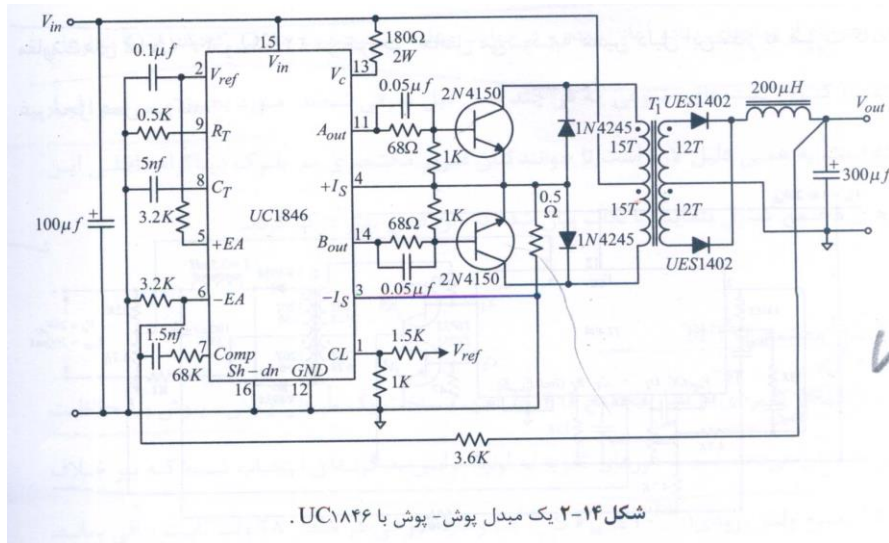 V_in
15
V_in
180Ω
2W
0.1μf
2
V_ref
V_c
13
0.05μf
2N4150
200μH
UES1402
T_1
V_out
0.5K
9
R_T
A_out
11
68Ω
1N4245
15T
12T
5nf
8
C_T
1K
+I_S
4
0.5
Ω
300μf
100μf
3.2K
UC1846
1K
68Ω
15T
12T
5
+EA
B_out
14
1N4245
3.2K
6
−EA
0.05μf
2N4150
UES1402
−I_S
3
1.5nf
7
Comp
CL
1
1.5K
V_ref
68K
Sh−dn
GND
1K
16
12
3.6K
شکل ۱۴-۲ یک مبدل پوش - پوش با UC۱۸۴۶.